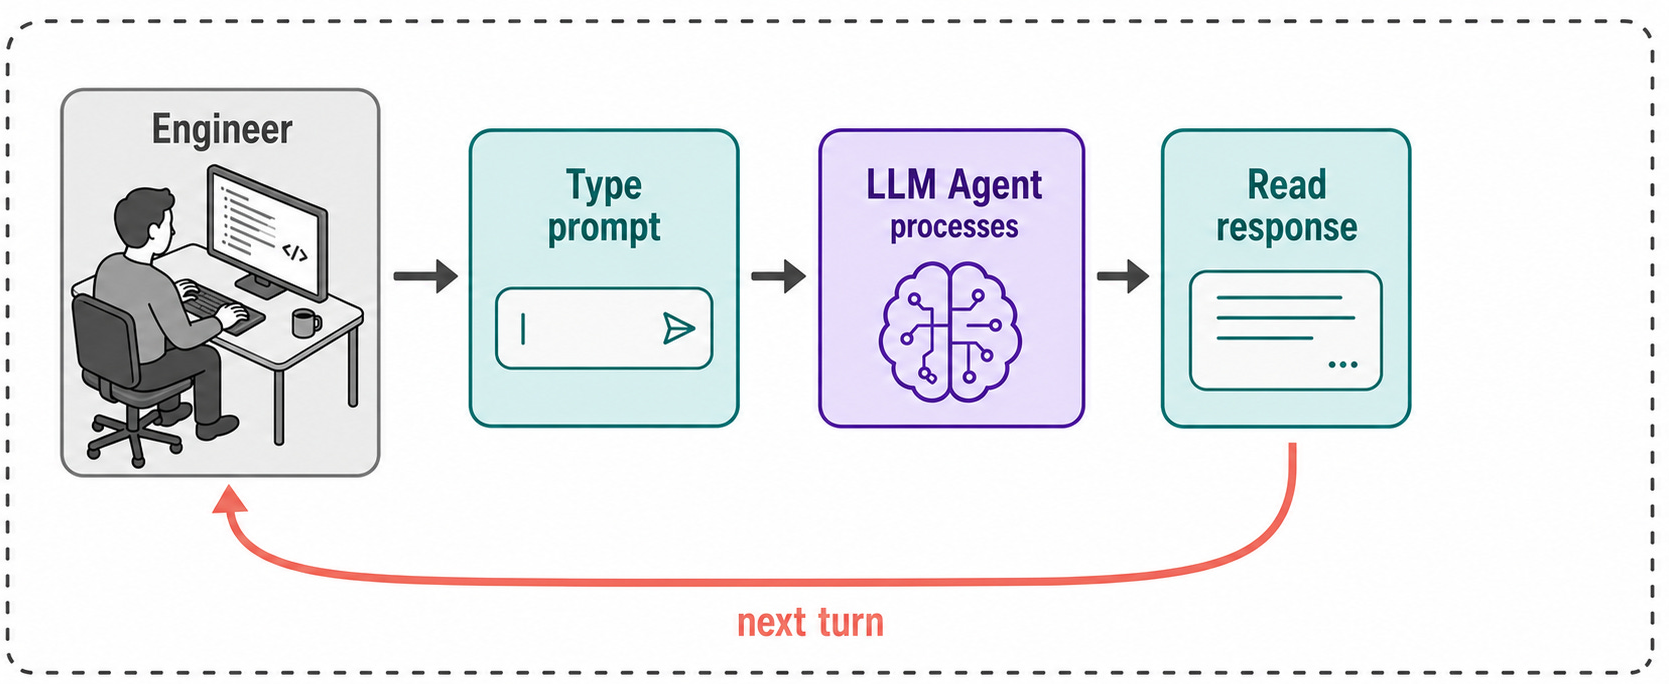 Engineer
</>
Type
prompt
LLM Agent
processes
Read
response
...
next turn